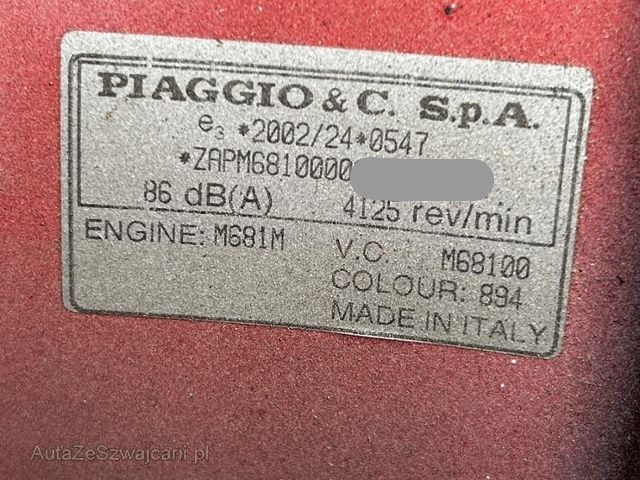 PIAGGIO & C. S.p.A.
e3 *2002/24*0547
*ZAPM6810000
86 dB(A) 4125 rev/min
ENGINE: M681M V.C. M68100
COLOUR: 894
MADE IN ITALY
AutaZeSzwajcarii.pl